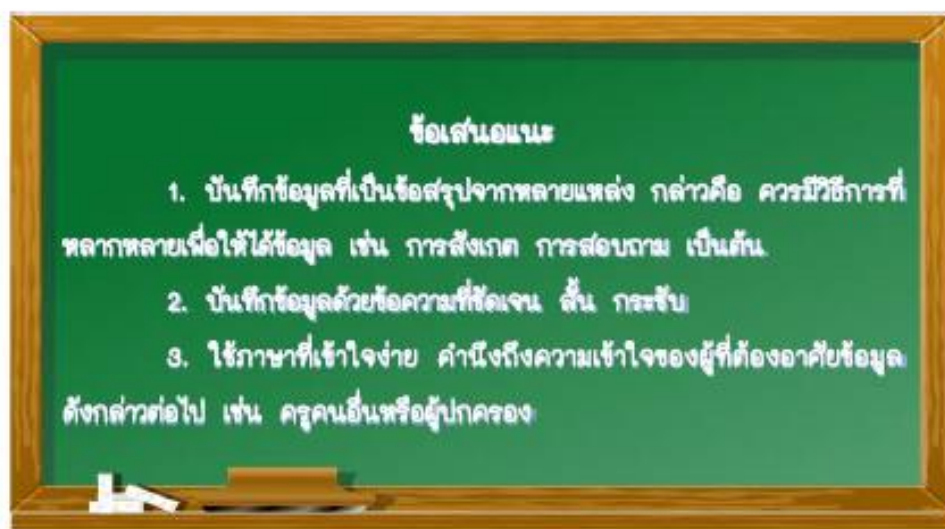 ข้อเสนอแนะ
1. บันทึกข้อมูลที่เป็นข้อสรุปจากหลายแหล่ง กล่าวคือ ควรมีวิธีการที่
หลากหลายเพื่อให้ได้ข้อมูล เช่น การสังเกต การสอบถาม เป็นต้น
2. บันทึกข้อมูลด้วยข้อความที่ชัดเจน สั้น กระชับ
3. ใช้ภาษาที่เข้าใจง่าย คำนึงถึงความเข้าใจของผู้ที่ต้องอาศัยข้อมูล
ดังกล่าวต่อไป เช่น ครูคนอื่นหรือผู้ปกครอง